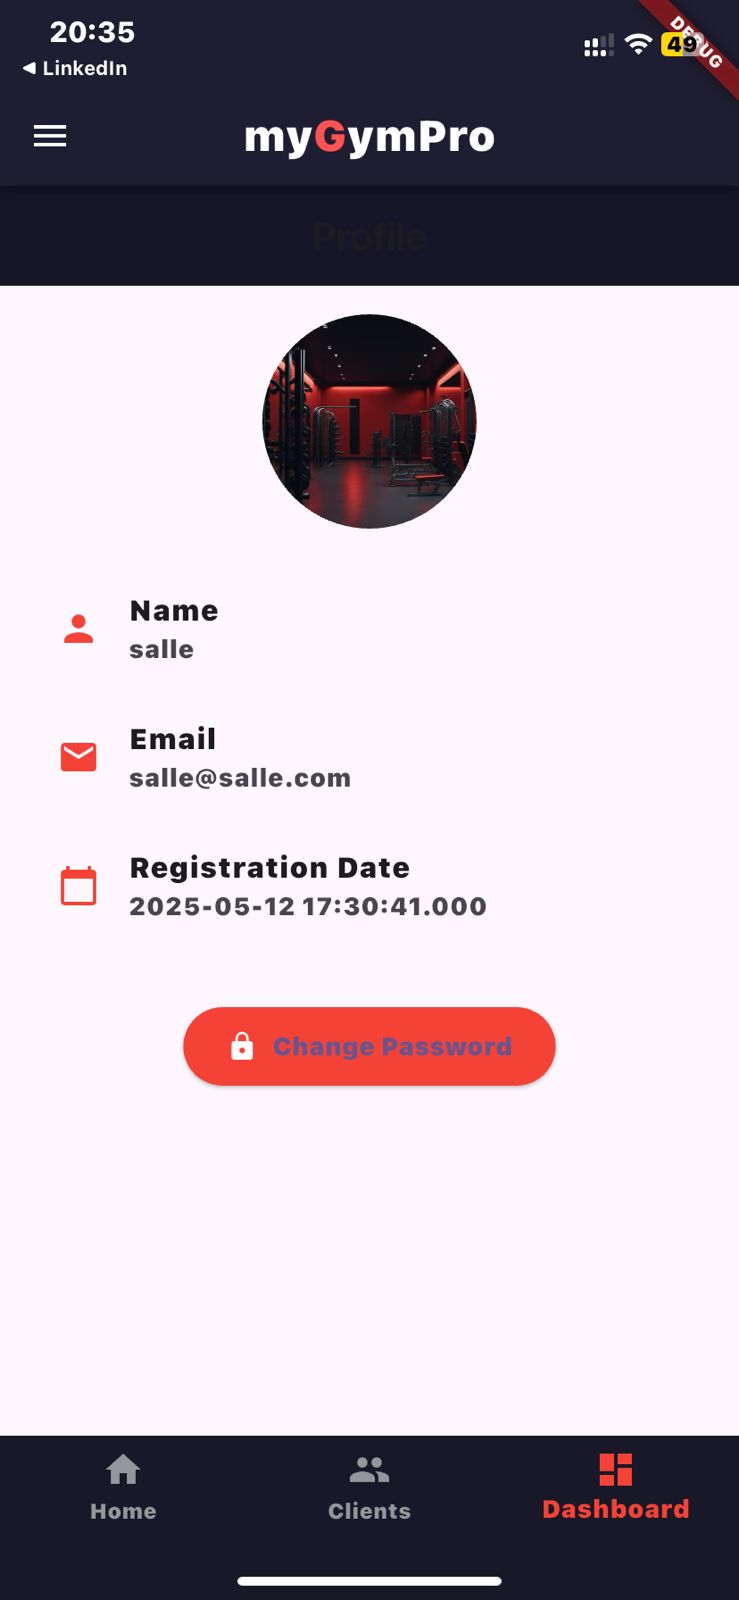 20:35
LinkedIn
49
DEBUG
myGymPro
Profile
Name
salle
Email
salle@salle.com
Registration Date
2025-05-12 17:30:41.000
Change Password
Home
Clients
Dashboard